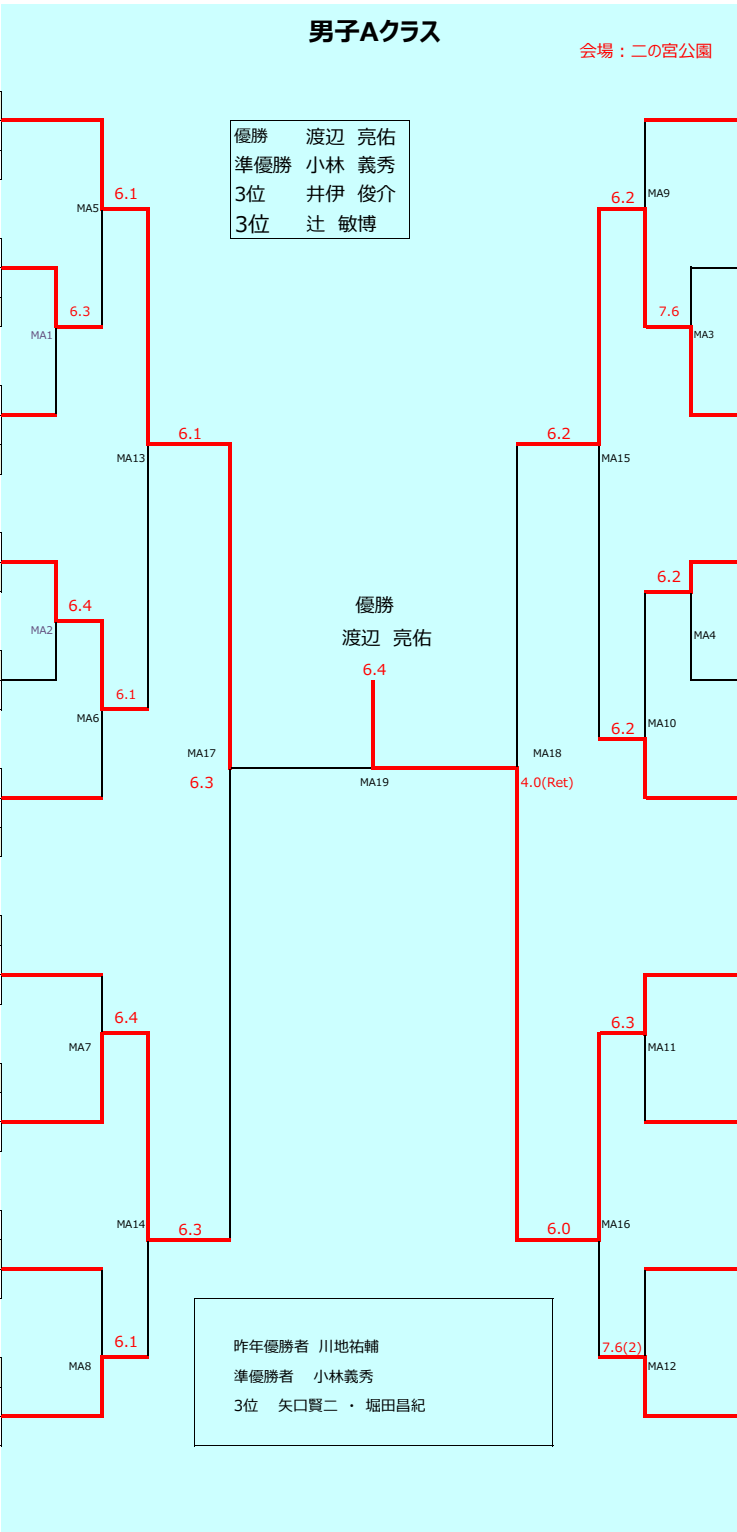 男子Aクラス
会場：二の宮公園
優勝 渡辺 亮佑
準優勝 小林 義秀
3位 井伊 俊介
3位 辻 敏博
MA9
6.1
6.2
MA5
6.3
7.6
MA1
MA3
6.1
6.2
MA13
MA15
6.2
優勝
6.4
MA2
MA4
渡辺 亮佑
6.4
6.1
MA6
6.2
MA10
MA17
MA18
6.3
MA19
4.0(Ret)
6.4
6.3
MA7
MA11
MA14
6.3
6.0
MA16
6.1
7.6(2)
MA8
MA12
昨年優勝者 川地祐輔
準優勝者 小林義秀
3位 矢口賢二 ・ 堀田昌紀